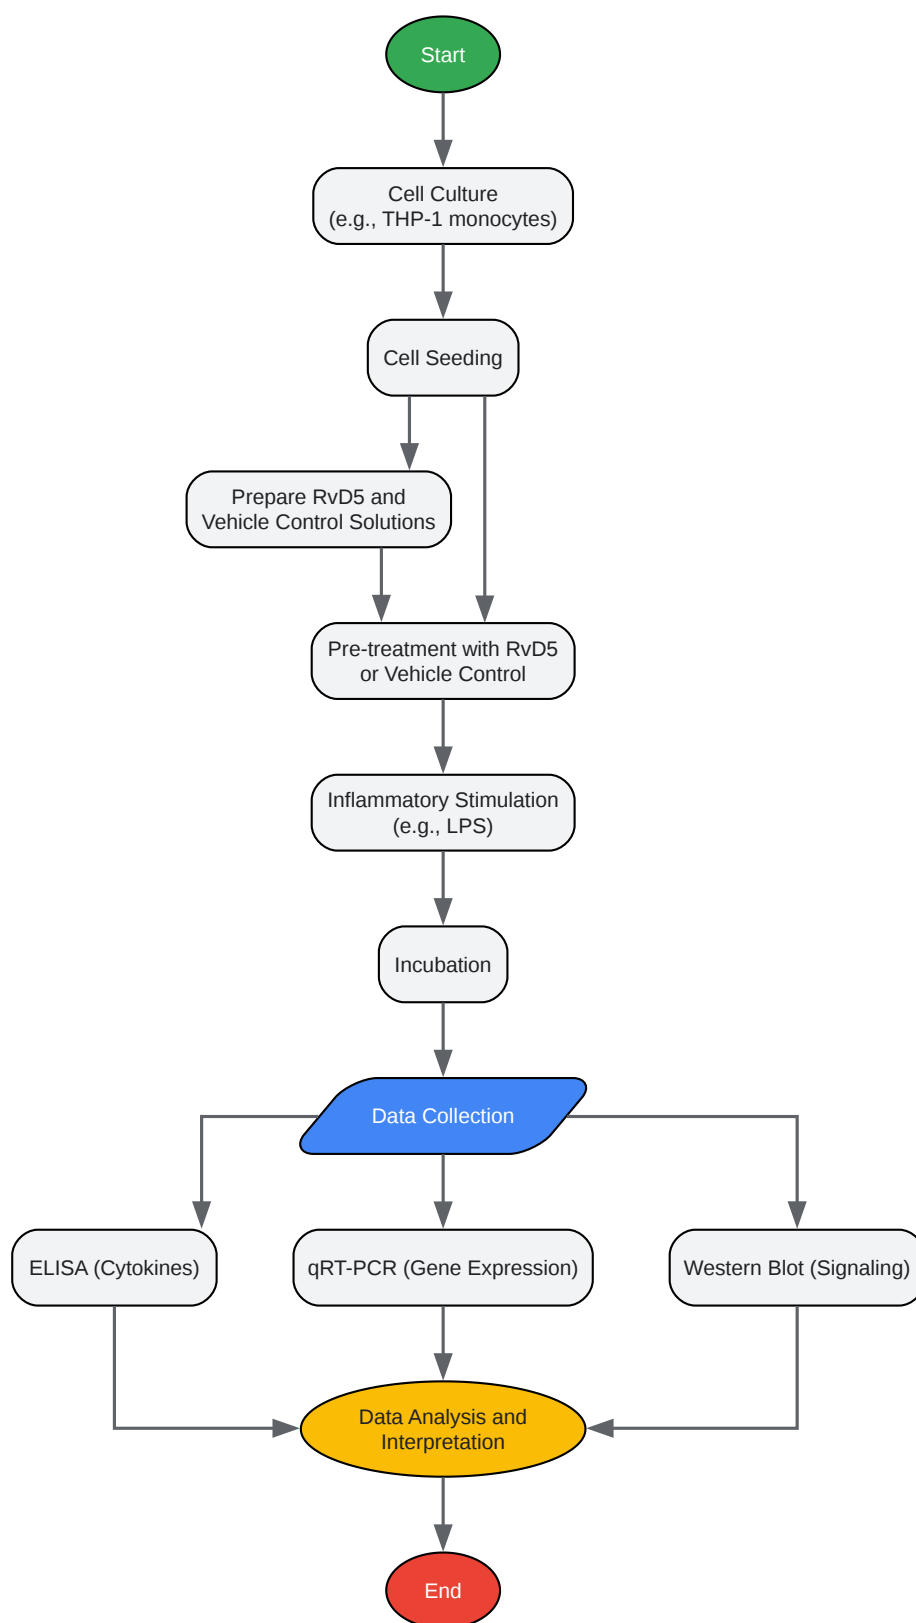 Start
Cell Culture
(e.g., THP-1 monocytes)
Cell Seeding
Prepare RvD5 and
Vehicle Control Solutions
Pre-treatment with RvD5
or Vehicle Control
Inflammatory Stimulation
(e.g., LPS)
Incubation
Data Collection
ELISA (Cytokines)
qRT-PCR (Gene Expression)
Western Blot (Signaling)
Data Analysis and
Interpretation
End